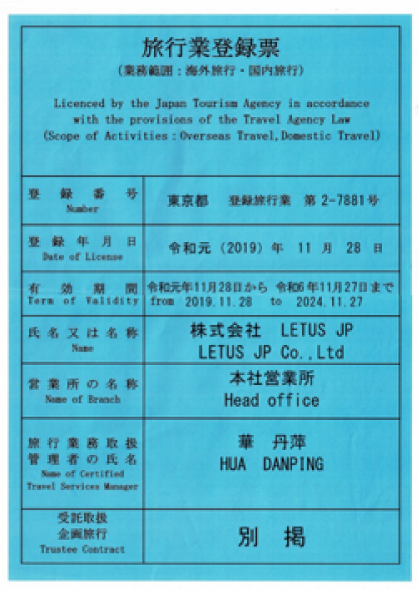 旅行業登録票
(業務範囲:海外旅行・国内旅行)
Licenced by the Japan Tourism Agency in accordance
with the provisions of the Travel Agency Law
(Scope of Activities:Overseas Travel,Domestic Travel)
登録番号
Number
東京都 登録旅行業 第2-7881号
登録年月日
Date of License
令和元(2019)年 11月 28日
有効期間
Term of Validity
令和元年11月28日から 令和6年11月27日まで
from 2019.11.28 to 2024.11.27
氏名又は名称
Name
株式会社 LETUS JP
LETUS JP Co.,Ltd
営業所の名称
Name of Branch
本社営業所
Head office
旅行業務取扱
管理者の氏名
Name of Certified
Travel Services Manager
華 丹萍
HUA DANPING
受託取扱
企画旅行
Trustee Contract
別掲